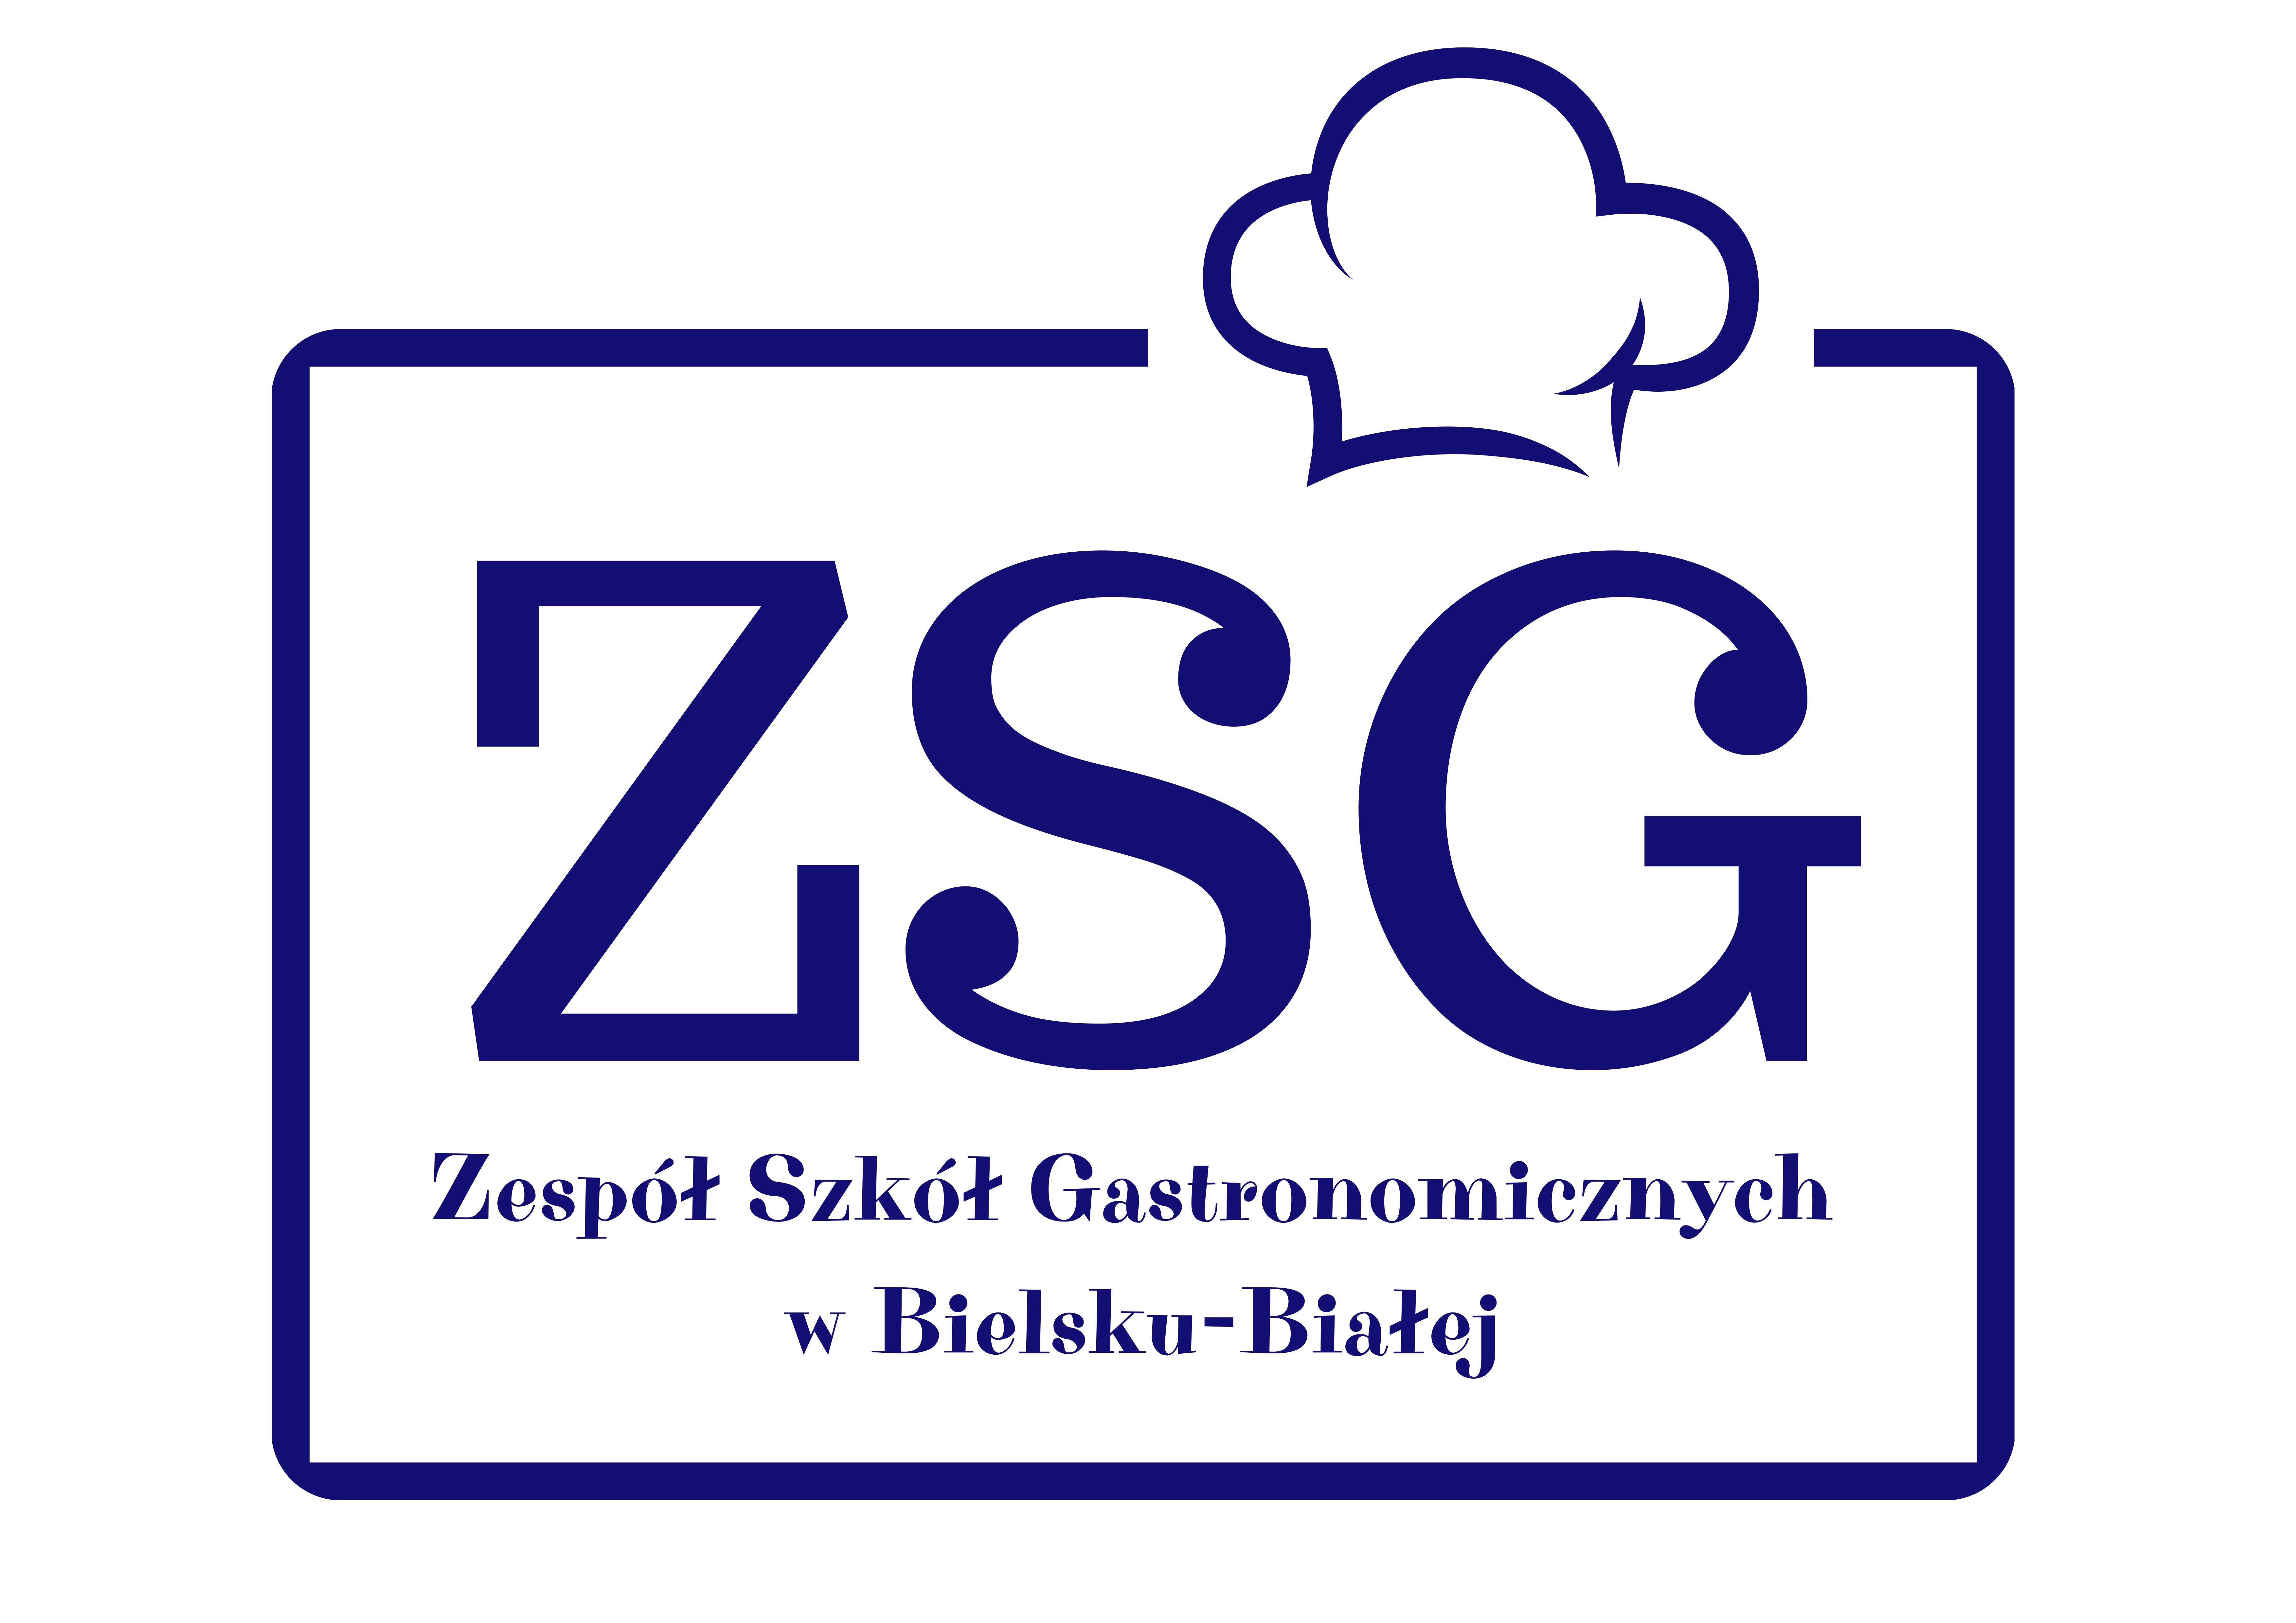 ZSG
Zespół Szkół Gastronomicznych
w Bielsku-Białej